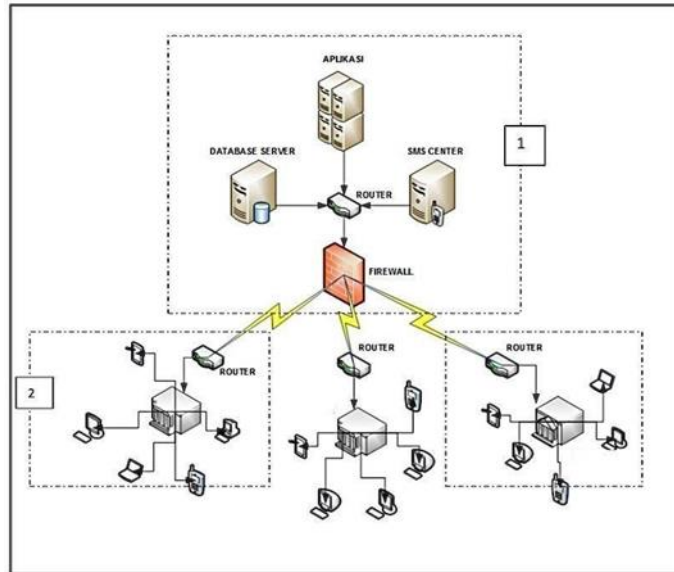 APLIKASI
1
DATABASE SERVER
SMS CENTER
ROUTER
FIREWALL
ROUTER
ROUTER
ROUTER
2